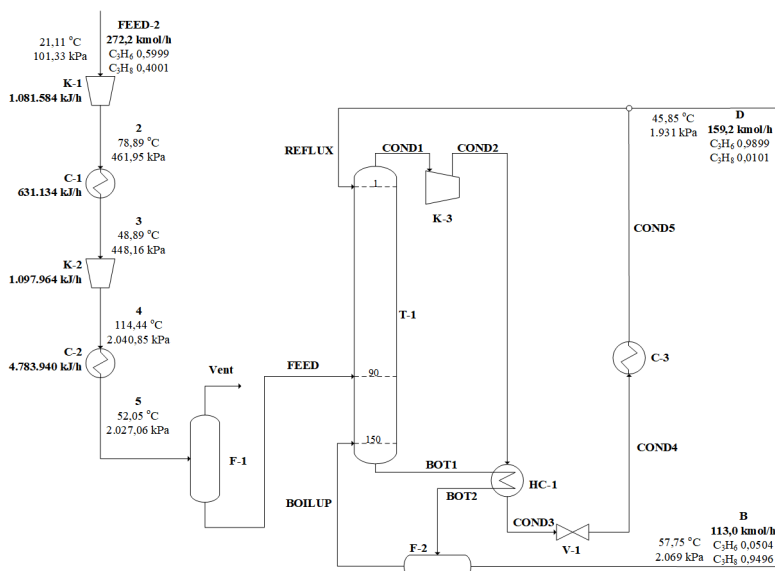 FEED-2
272,2 kmol/h
C₃H₆ 0,5999
C₃H₈ 0,4001
21,11 °C
101,33 kPa
K-1
1.081.584 kJ/h
2
78,89 °C
461,95 kPa
C-1
631.134 kJ/h
3
48,89 °C
448,16 kPa
K-2
1.097.964 kJ/h
4
114,44 °C
2.040,85 kPa
C-2
4.783.940 kJ/h
5
52,05 °C
2.027,06 kPa
Vent
F-1
FEED
REFLUX
BOILUP
1
90
150
T-1
COND1
COND2
K-3
BOT1
BOT2
HC-1
F-2
COND3
V-1
COND4
C-3
COND5
45,85 °C
1.931 kPa
D
159,2 kmol/h
C₃H₆ 0,9899
C₃H₈ 0,0101
B
113,0 kmol/h
C₃H₆ 0,0504
C₃H₈ 0,9496
57,75 °C
2.069 kPa